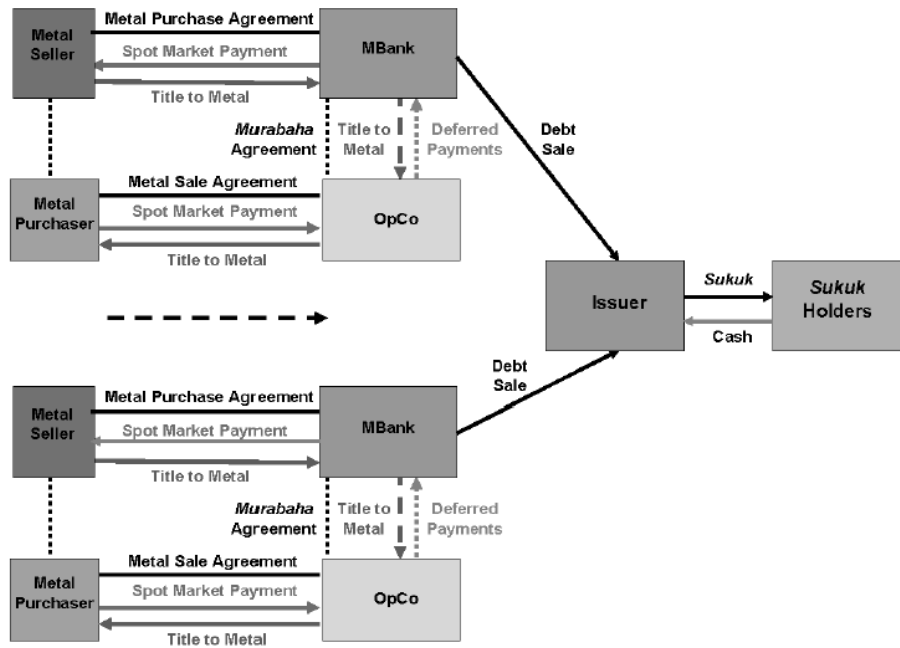 Metal Purchase Agreement
Metal
Seller
Spot Market Payment
MBank
Title to Metal
Murabaha
Agreement
Title to
Metal
Deferred
Payments
Debt
Sale
Metal Sale Agreement
Metal
Purchaser
Spot Market Payment
OpCo
Title to Metal
Issuer
Sukuk
Sukuk
Holders
Cash
Debt
Sale
Metal Purchase Agreement
Metal
Seller
Spot Market Payment
MBank
Title to Metal
Murabaha
Agreement
Title to
Metal
Deferred
Payments
Metal Sale Agreement
Metal
Purchaser
Spot Market Payment
OpCo
Title to Metal